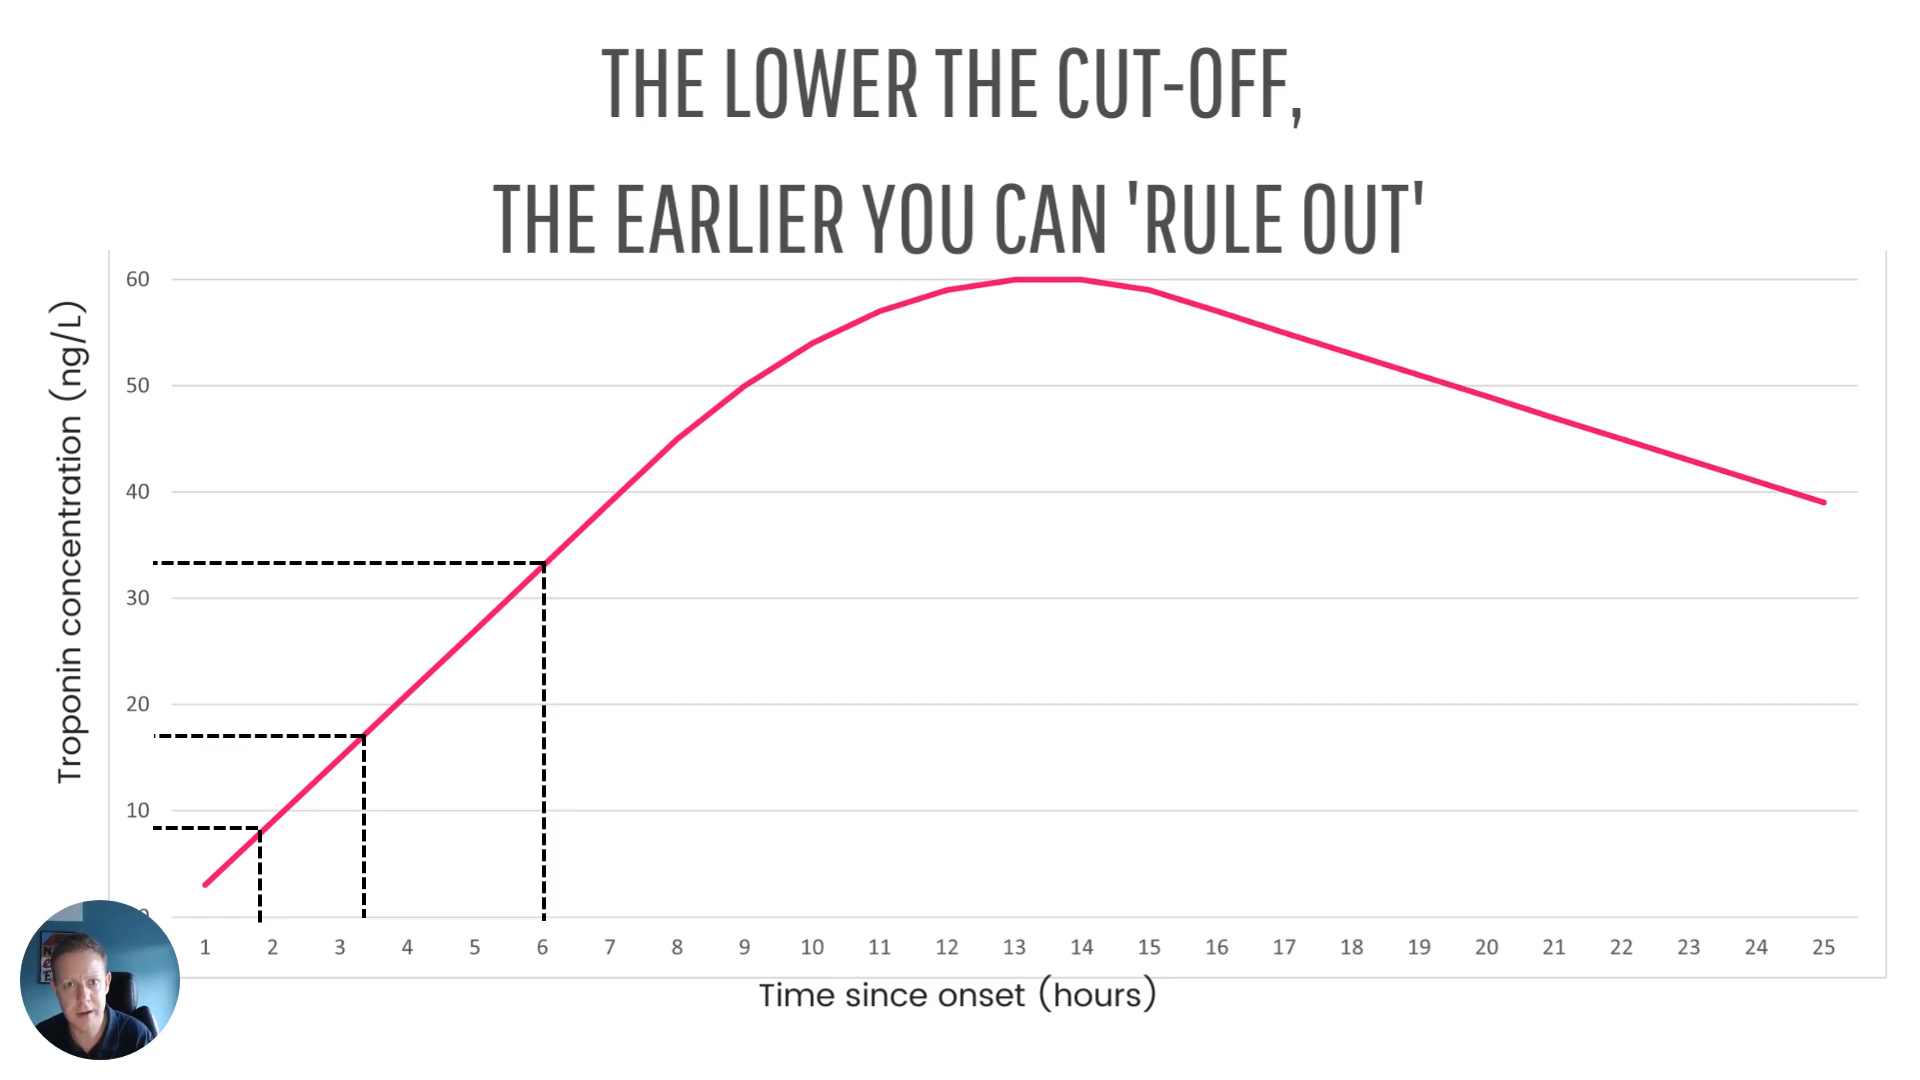 THE LOWER THE CUT-OFF,
THE EARLIER YOU CAN 'RULE OUT'
Troponin concentration (ng/L)
60
50
40
30
20
10
0
1 2 3 4 5 6 7 8 9 10 11 12 13 14 15 16 17 18 19 20 21 22 23 24 25
Time since onset (hours)